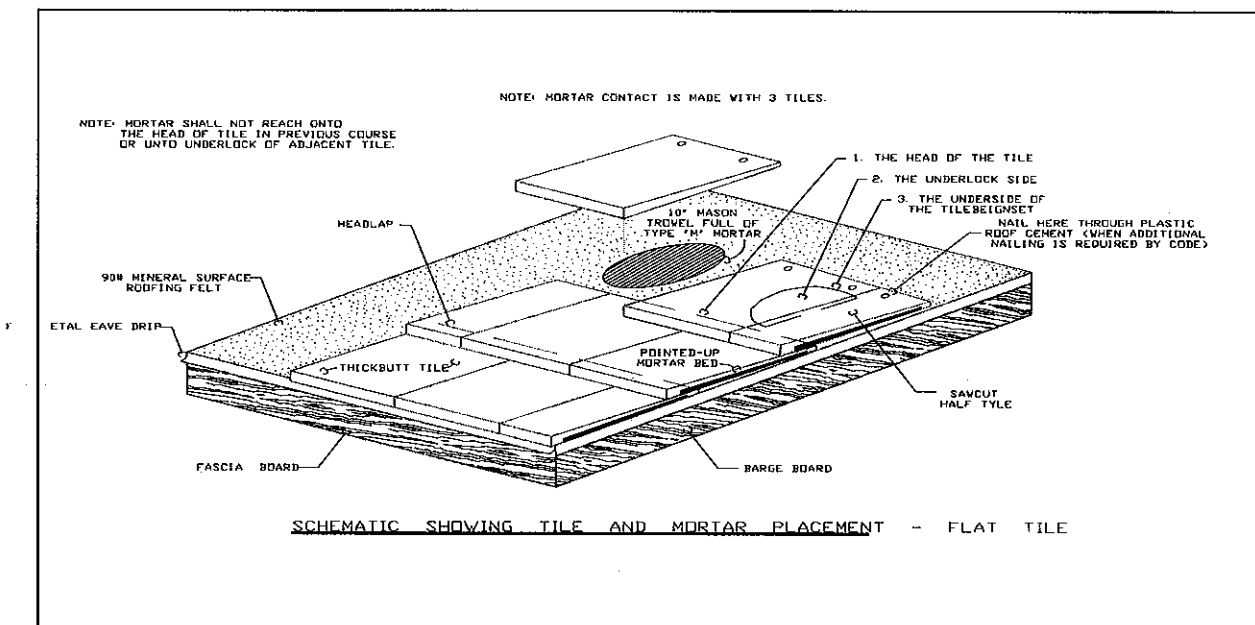 NOTE: MORTAR CONTACT IS MADE WITH 3 TILES.
NOTE: MORTAR SHALL NOT REACH ONTO
THE HEAD OF TILE IN PREVIOUS COURSE
OR UNTO UNDERLOCK OF ADJACENT TILE.
1. THE HEAD OF THE TILE
2. THE UNDERLOCK SIDE
3. THE UNDERSIDE OF
THE TILEBEIGNSET
NAIL HERE THROUGH PLASTIC
ROOF CEMENT (WHEN ADDITIONAL
NAILING IS REQUIRED BY CODE)
10" MASON
TROWEL FULL OF
TYPE "M" MORTAR
HEADLAP
90# MINERAL SURFACE
ROOFING FELT
ETAL EAVE DRIP
THICKBUTT TILE
POINTED-UP
MORTAR BED
SAWCUT
HALF TYLE
FASCIA BOARD
BARGE BOARD
SCHEMATIC SHOWING TILE AND MORTAR PLACEMENT - FLAT TILE